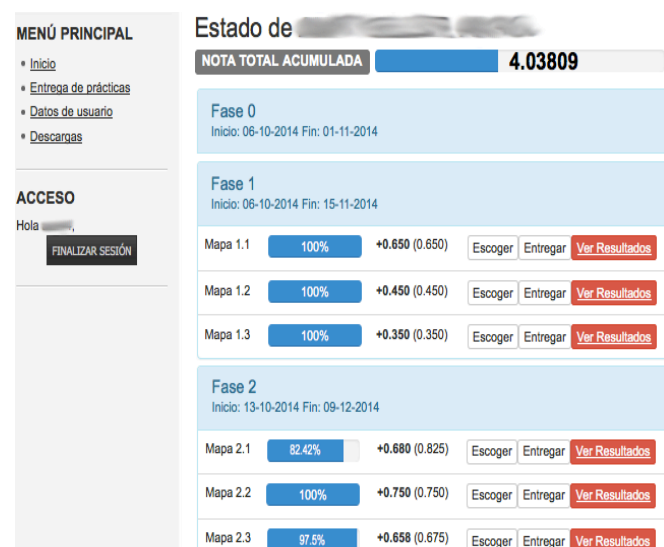 MENÚ PRINCIPAL
Inicio
Entrega de prácticas
Datos de usuario
Descargas
ACCESO
Hola ,
FINALIZAR SESIÓN
Estado de
NOTA TOTAL ACUMULADA 4.03809
Fase 0
Inicio: 06-10-2014 Fin: 01-11-2014
Fase 1
Inicio: 06-10-2014 Fin: 15-11-2014
Mapa 1.1 100% +0.650 (0.650) Escoger Entregar Ver Resultados
Mapa 1.2 100% +0.450 (0.450) Escoger Entregar Ver Resultados
Mapa 1.3 100% +0.350 (0.350) Escoger Entregar Ver Resultados
Fase 2
Inicio: 13-10-2014 Fin: 09-12-2014
Mapa 2.1 82.42% +0.680 (0.825) Escoger Entregar Ver Resultados
Mapa 2.2 100% +0.750 (0.750) Escoger Entregar Ver Resultados
Mapa 2.3 97.5% +0.658 (0.675) Escoger Entregar Ver Resultados